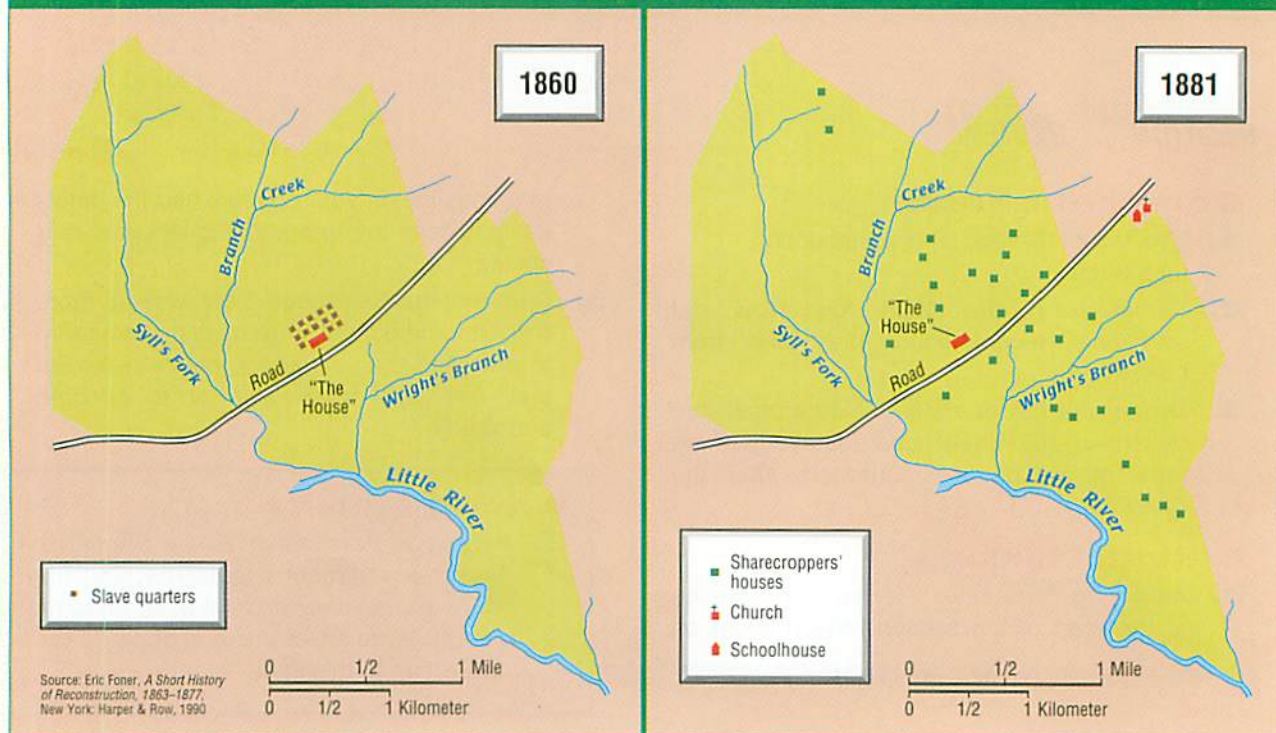 1860
Creek
Branch
Syll's Fork
Road
"The
House"
Wright's Branch
Little River
Slave quarters
Source: Eric Foner, A Short History
of Reconstruction, 1863–1877,
New York: Harper & Row, 1990
0 1/2 1 Mile
0 1/2 1 Kilometer
1881
Creek
Branch
"The
House"
Syll's Fork
Road
Wright's Branch
Little River
Sharecroppers'
houses
Church
Schoolhouse
0 1/2 1 Mile
0 1/2 1 Kilometer